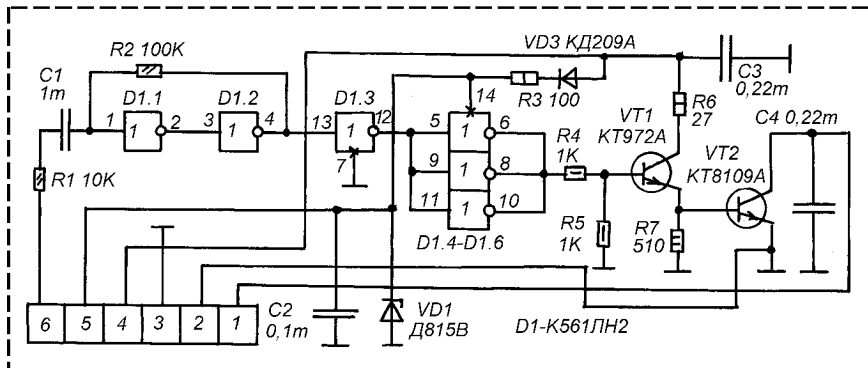 R2 100K
VD3 КД209А
C1
1m
D1.1
D1.2
D1.3
14
R3 100
C3
0,22m
R6
27
C4 0,22m
VT1
КТ972А
VT2
КТ8109А
1
1
2
3
1
4
13
1
12
7
5
1
6
9
1
8
11
1
10
R4
1K
R1 10K
R5
1K
R7
510
D1.4-D1.6
6
5
4
3
2
1
C2
0,1m
VD1
Д815В
D1-К561ЛН2